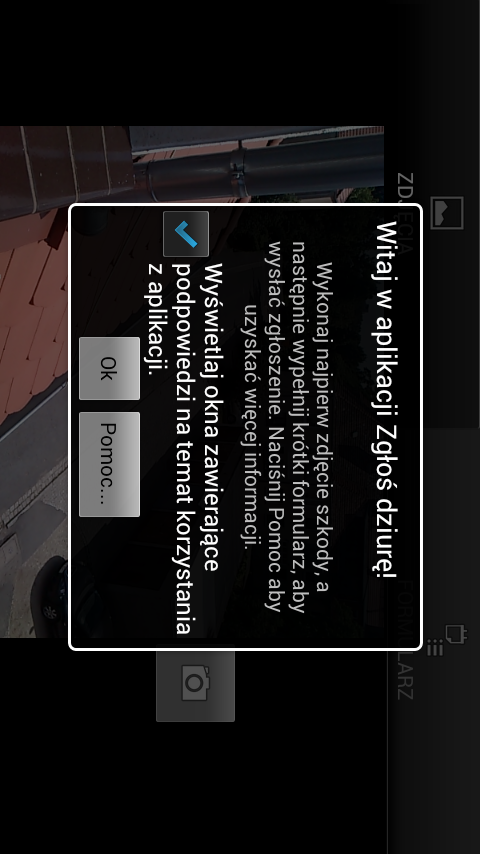 ZDJĘCIA
FORMULARZ
Witaj w aplikacji Zgłoś dziurę!
Wykonaj najpierw zdjęcie szkody, a
następnie wypełnij krótki formularz, aby
wysłać zgłoszenie. Naciśnij Pomoc aby
uzyskać więcej informacji.
Wyświetlaj okna zawierające
podpowiedzi na temat korzystania
z aplikacji.
Ok
Pomoc...